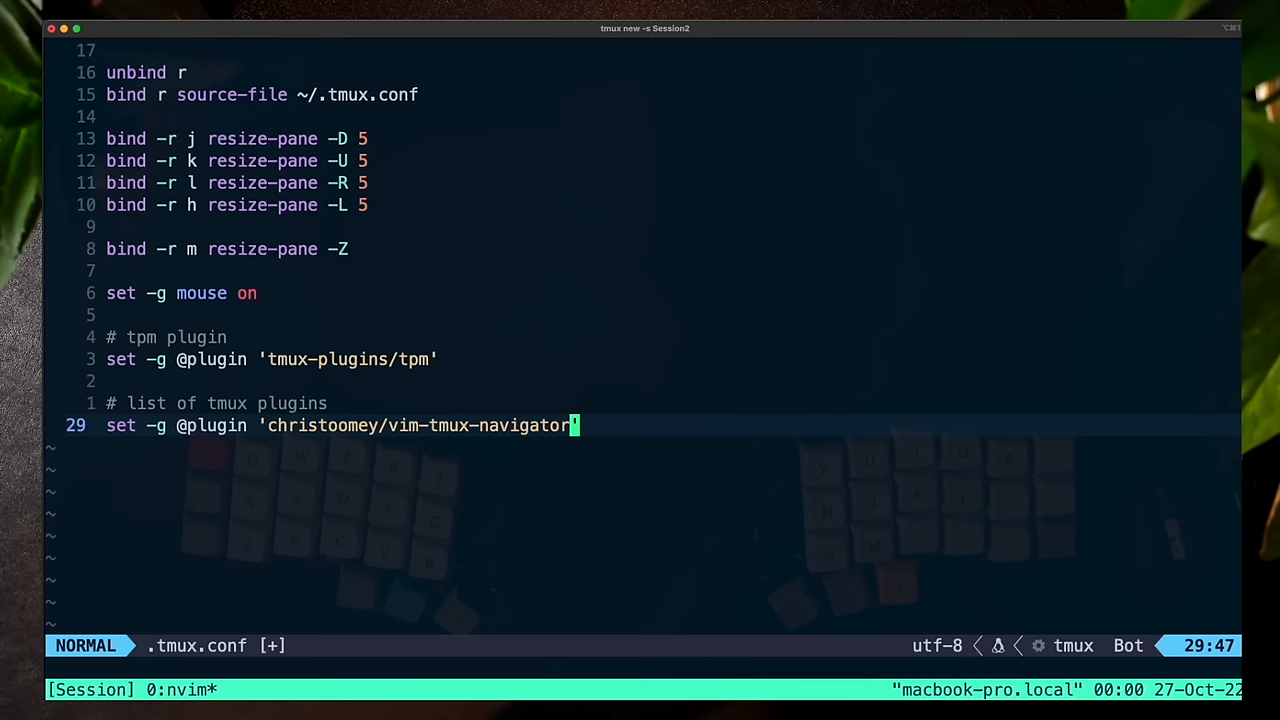 tmux new -s Session2
⌥⌘1
17
16 unbind r
15 bind r source-file ~/.tmux.conf
14
13 bind -r j resize-pane -D 5
12 bind -r k resize-pane -U 5
11 bind -r l resize-pane -R 5
10 bind -r h resize-pane -L 5
9
8 bind -r m resize-pane -Z
7
6 set -g mouse on
5
4 # tpm plugin
3 set -g @plugin 'tmux-plugins/tpm'
2
1 # list of tmux plugins
29 set -g @plugin 'christoomey/vim-tmux-navigator'
~
~
~
~
~
~
~
~
~
Q W E R T Y U I O P
A S D F G H J K L
Z X C V B N M
NORMAL .tmux.conf [+] utf-8 tmux Bot 29:47
[Session] 0:nvim* "macbook-pro.local" 00:00 27-Oct-22